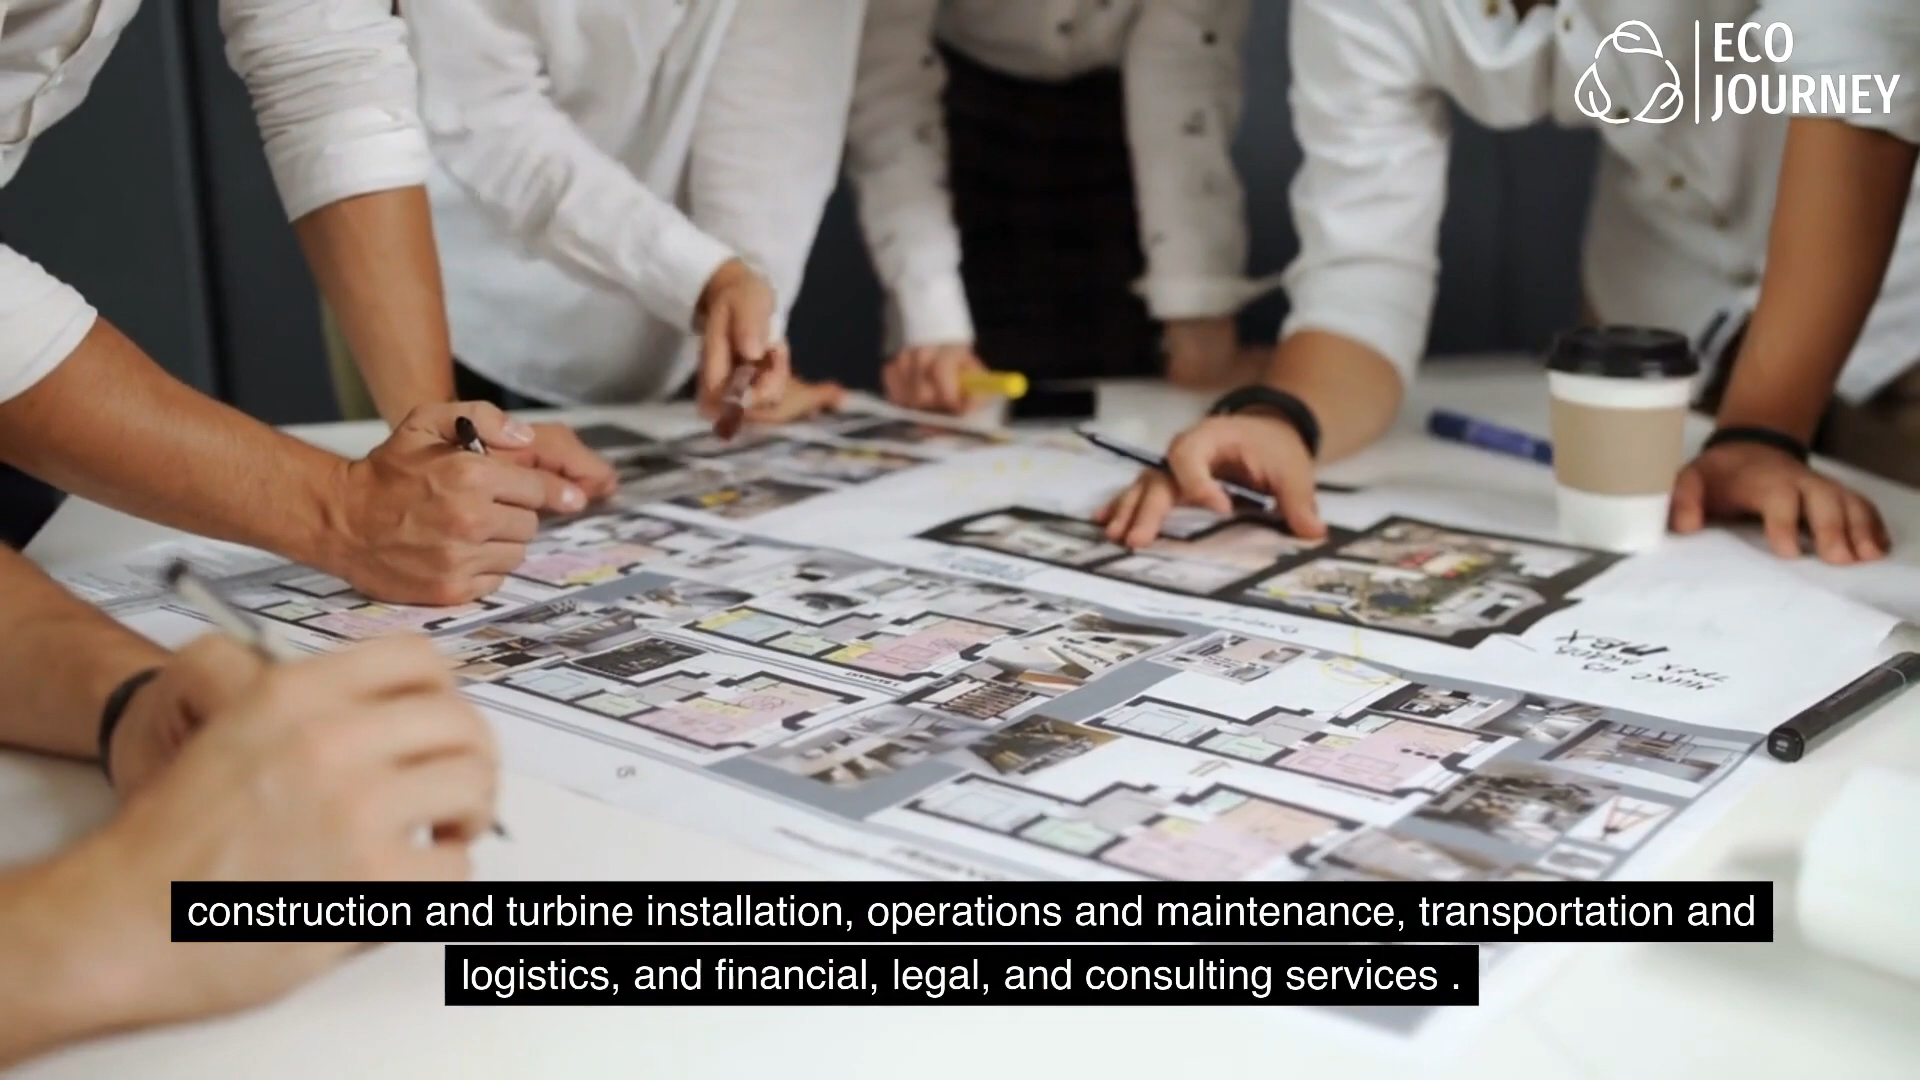 ECO
JOURNEY
construction and turbine installation, operations and maintenance, transportation and
logistics, and financial, legal, and consulting services .